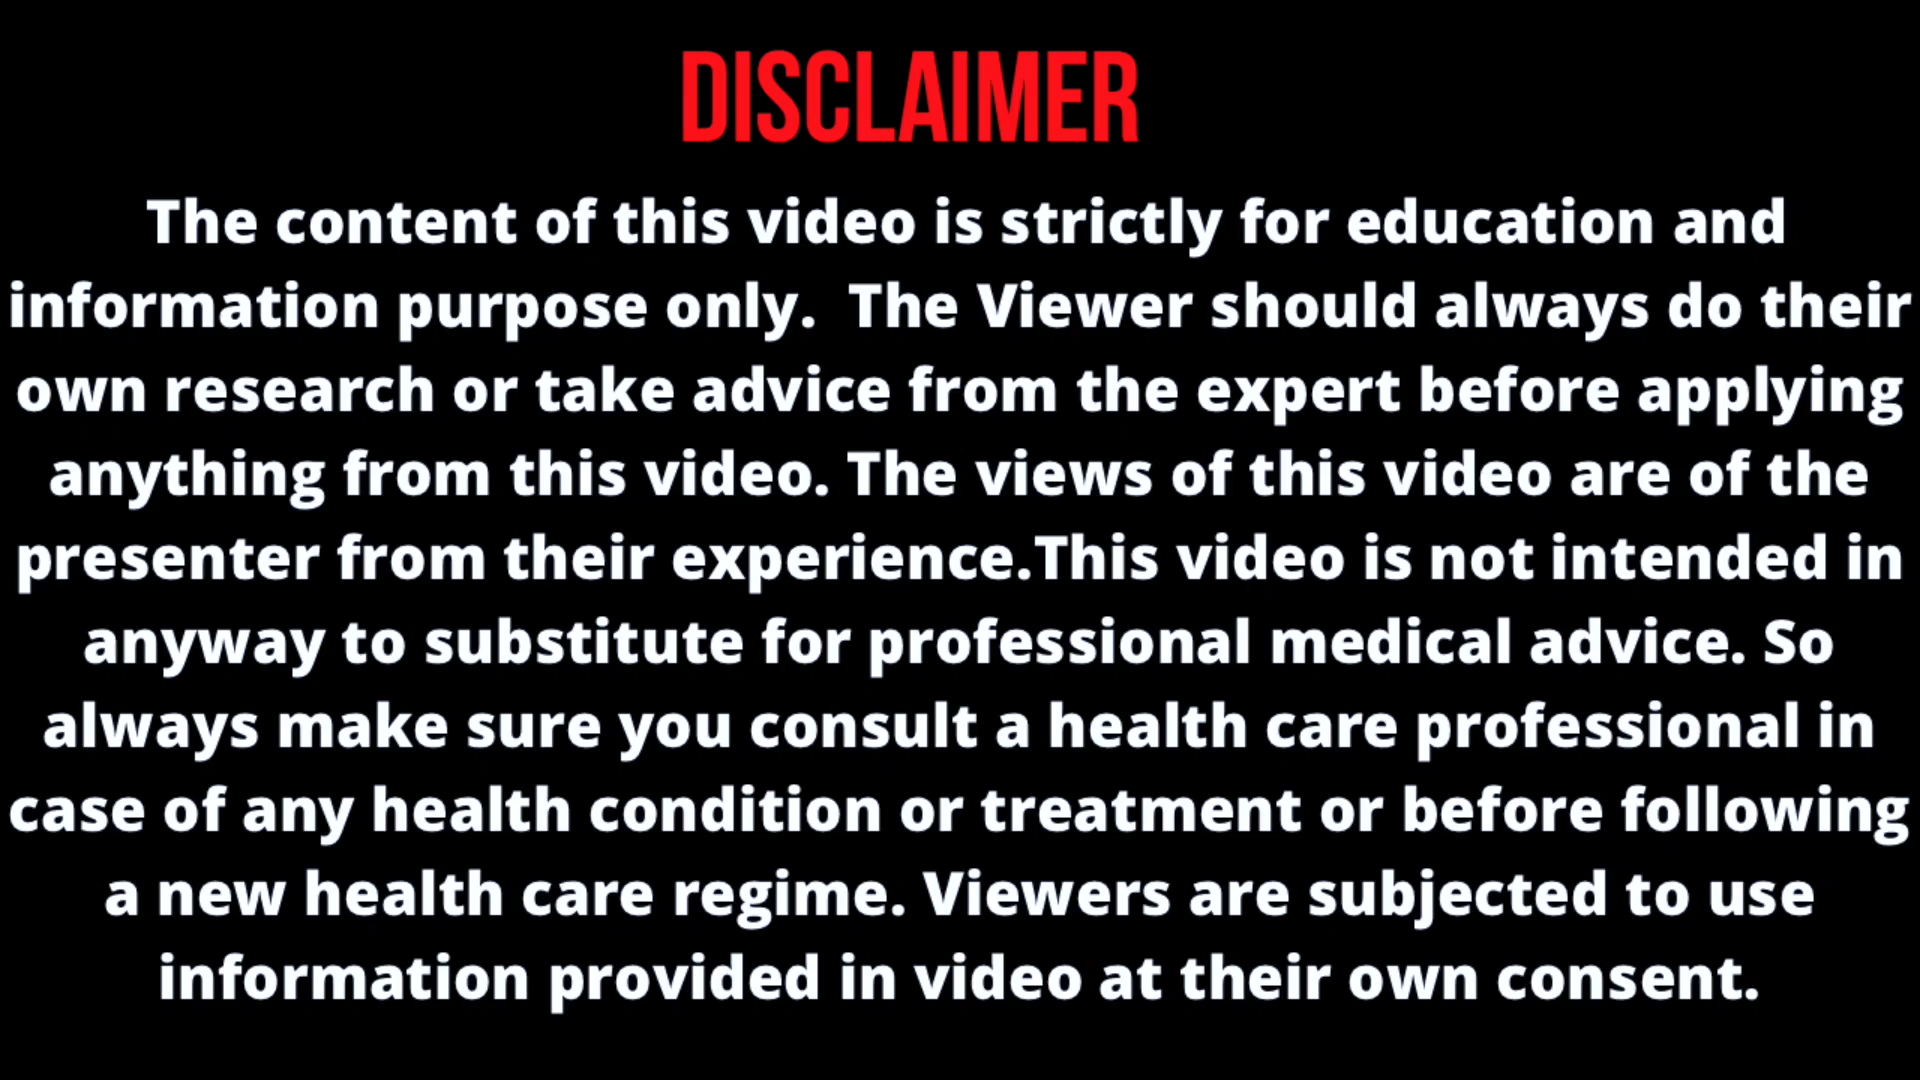 DISCLAIMER
The content of this video is strictly for education and
information purpose only.  The Viewer should always do their
own research or take advice from the expert before applying
anything from this video. The views of this video are of the
presenter from their experience.This video is not intended in
anyway to substitute for professional medical advice. So
always make sure you consult a health care professional in
case of any health condition or treatment or before following
a new health care regime. Viewers are subjected to use
information provided in video at their own consent.